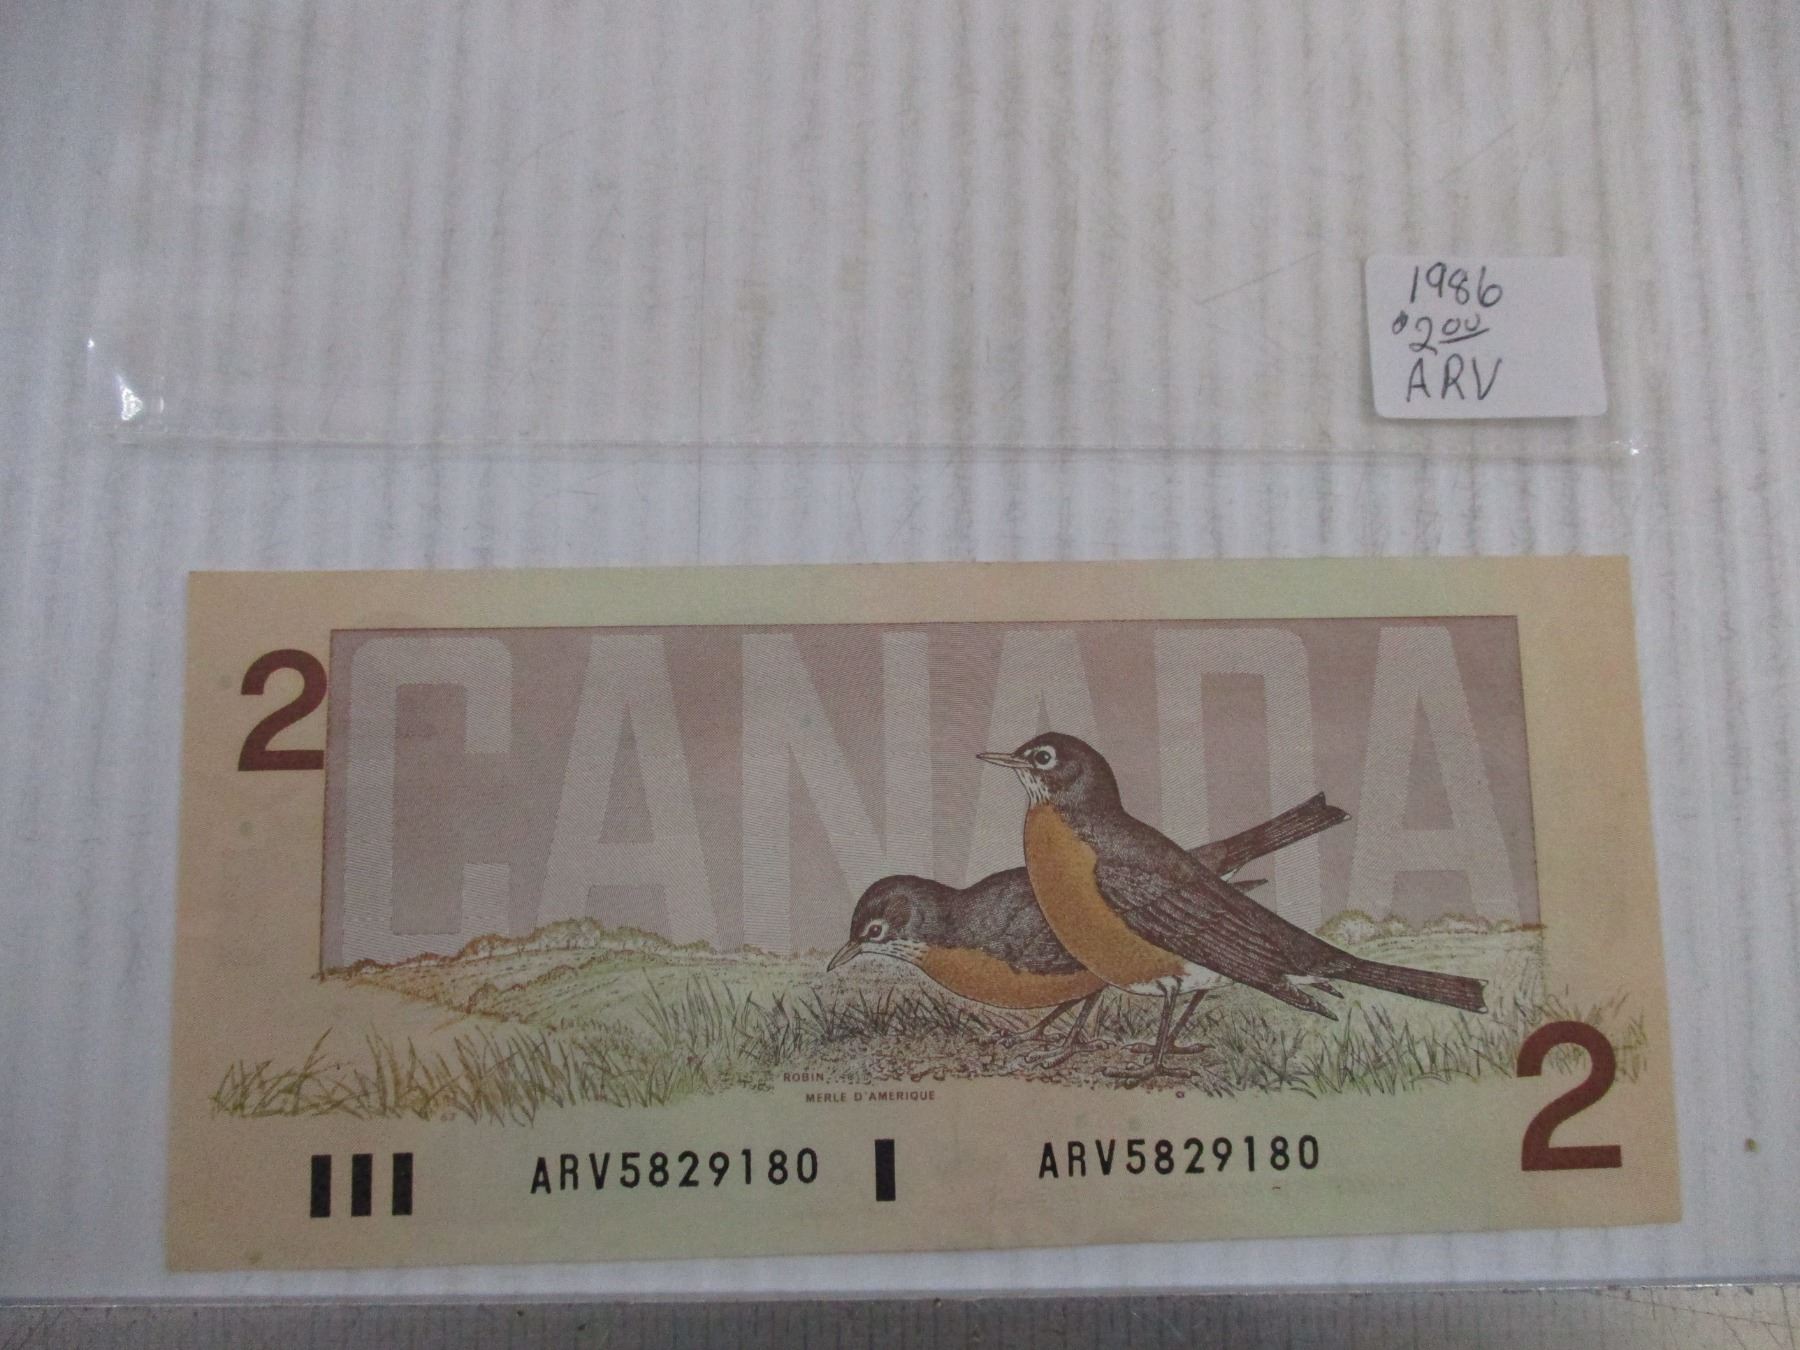 1986
$2.00
ARV
CANADA
2
ROBIN
MERLE D'AMERIQUE
2
ARV5829180 ARV5829180